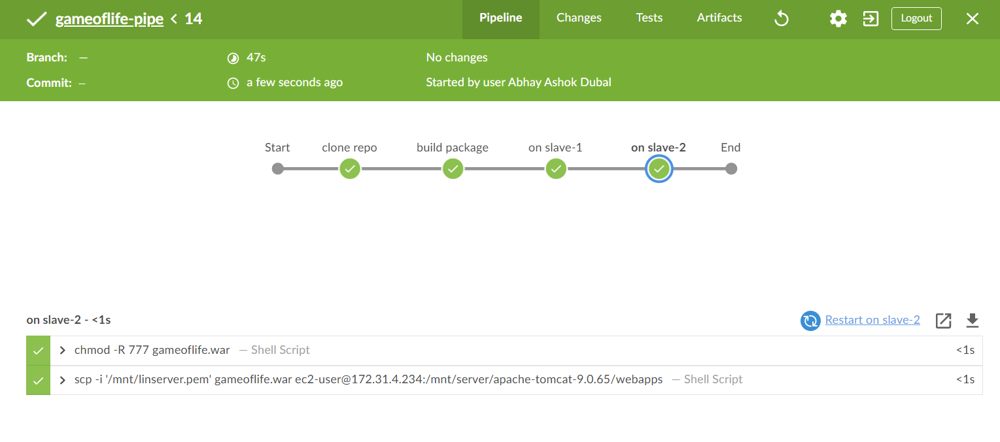 gameoflife-pipe < 14 Pipeline Changes Tests Artifacts Logout
Branch: — 47s No changes
Commit: — a few seconds ago Started by user Abhay Ashok Dubal
Start clone repo build package on slave-1 on slave-2 End
on slave-2 - <1s Restart on slave-2
chmod -R 777 gameoflife.war — Shell Script <1s
scp -i '/mnt/linserver.pem' gameoflife.war ec2-user@172.31.4.234:/mnt/server/apache-tomcat-9.0.65/webapps — Shell Script <1s